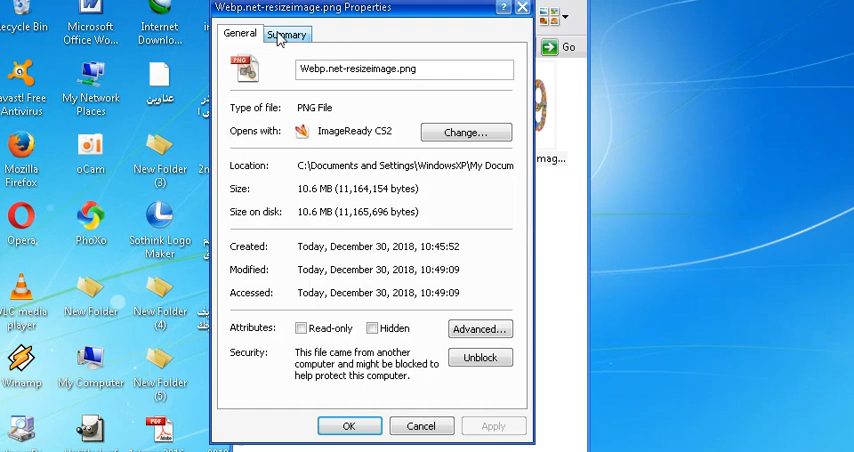 Webp.net-resizeimage.png Properties
General
Summary
Webp.net-resizeimage.png
Type of file: PNG File
Opens with: ImageReady CS2
Change...
Location: C:\Documents and Settings\WindowsXP\My Docum
Size: 10.6 MB (11,164,154 bytes)
Size on disk: 10.6 MB (11,165,696 bytes)
Created: Today, December 30, 2018, 10:45:52
Modified: Today, December 30, 2018, 10:49:09
Accessed: Today, December 30, 2018, 10:49:09
Attributes: Read-only Hidden Advanced...
Security: This file came from another
computer and might be blocked to
help protect this computer.
Unblock
OK Cancel Apply
Go
mag...
ecycle Bin
Microsoft
Office Wo...
Internet
Downlo...
avast! Free
Antivirus
My Network
Places
عناوين
Mozilla
Firefox
oCam
New Folder
(3)
Opera
PhoXo
Sothink Logo
Maker
VLC media
player
New Folder
New Folder
(4)
Winamp
My Computer
New Folder
(5)
PNG
PDF
Adobe